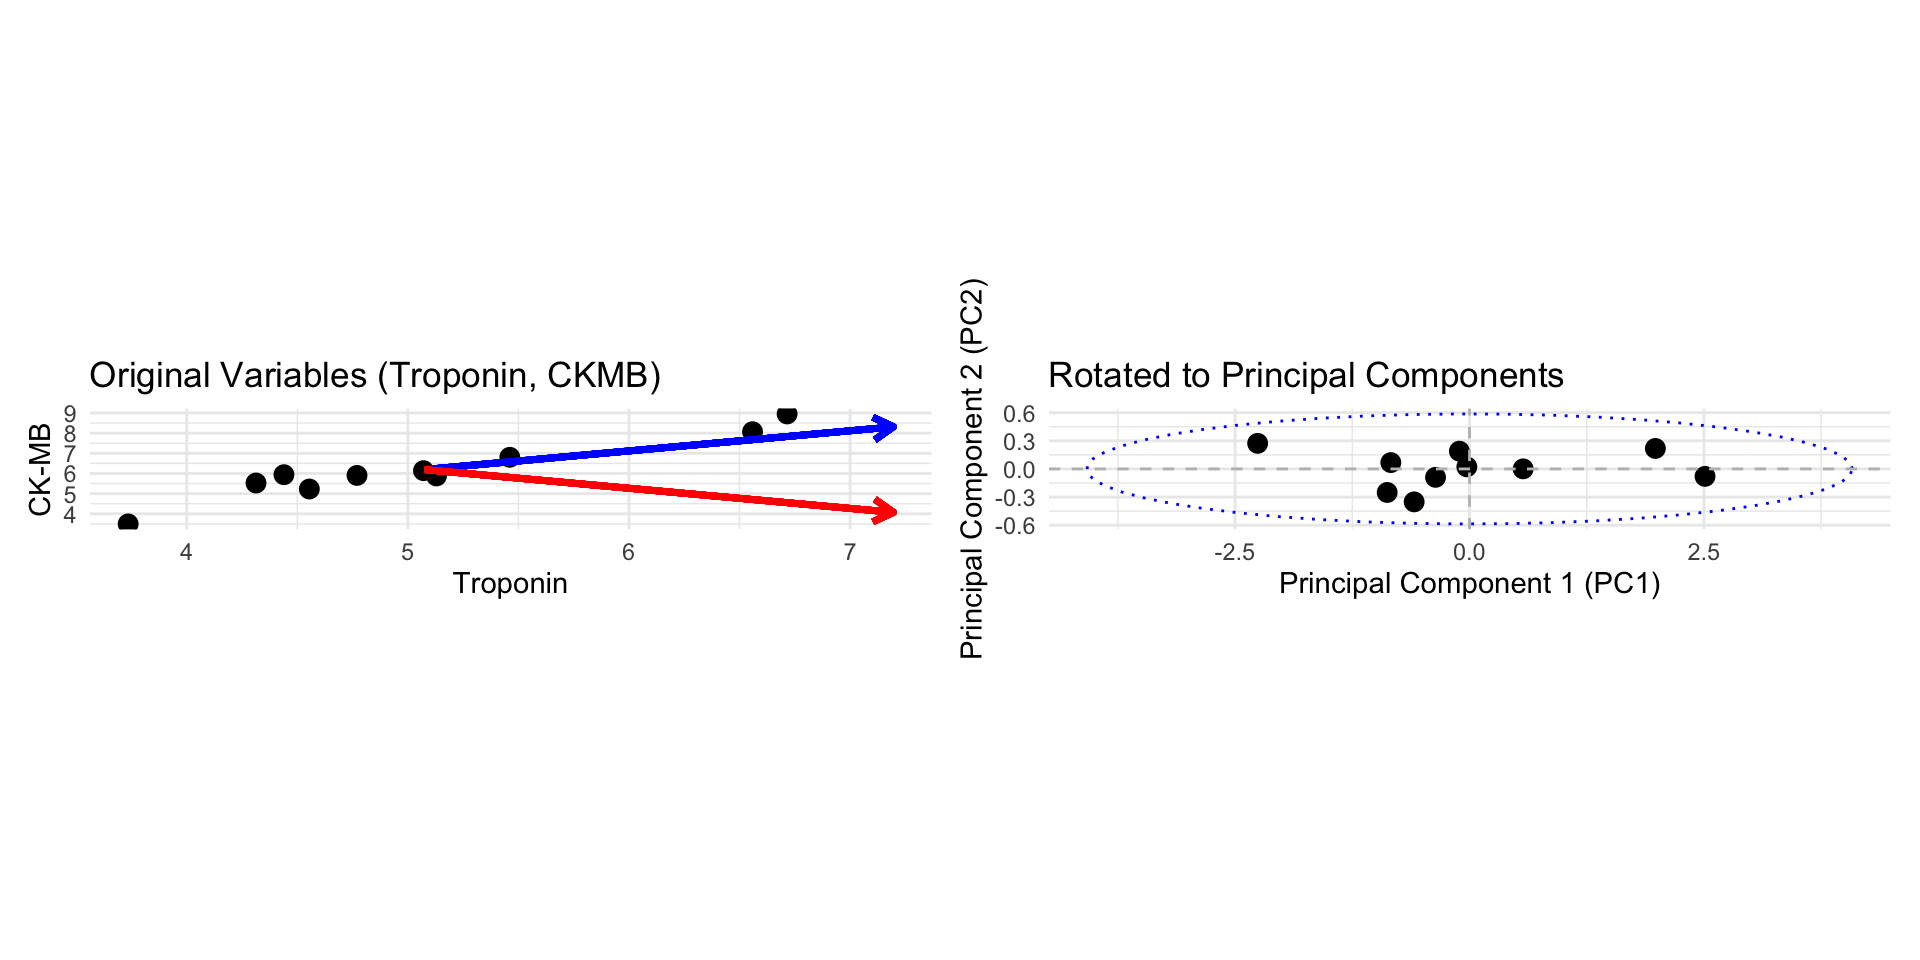 Original Variables (Troponin, CKMB)
CK-MB
9
8
7
6
5
4
4 5 6 7
Troponin
Rotated to Principal Components
Principal Component 2 (PC2)
0.6
0.3
0.0
-0.3
-0.6
-2.5 0.0 2.5
Principal Component 1 (PC1)